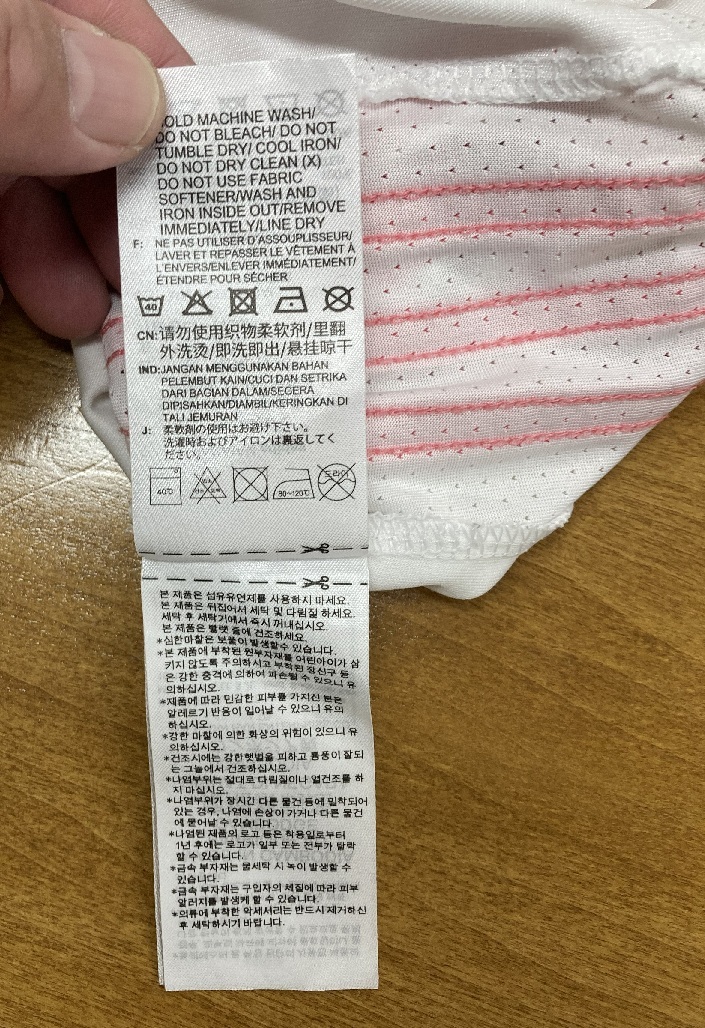 OLD MACHINE WASH/
DO NOT BLEACH/ DO NOT
TUMBLE DRY/ COOL IRON/
DO NOT DRY CLEAN (X)
DO NOT USE FABRIC
SOFTENER/WASH AND
IRON INSIDE OUT/REMOVE
IMMEDIATELY/LINE DRY
F: NE PAS UTILISER D'ASSOUPLISSEUR/
LAVER ET REPASSER LE VÊTEMENT À
L'ENVERS/ENLEVER IMMÉDIATEMENT/
ÉTENDRE POUR SÉCHER
40
CN: 请勿使用织物柔软剂/里翻
外洗烫/即洗即出/悬挂晾干
IND: JANGAN MENGGUNAKAN BAHAN
PELEMBUT KAIN/CUCI DAN SETRIKA
DARI BAGIAN DALAM/SEGERA
DIPISAHKAN/DIAMBIL/KERINGKAN DI
TALI JEMURAN
J: 柔軟剤の使用はお避け下さい。
洗濯時およびアイロンは裏返してく
ださい。
40℃ 80~120℃ 드라이
본 제품은 섬유유연제를 사용하지 마세요.
본 제품은 뒤집어서 세탁 및 다림질 하세요.
세탁 후 세탁기에서 즉시 꺼내십시오.
본 제품은 빨랫 줄에 건조하세요.
*심한마찰은 보풀이 발생할수 있습니다.
*본 제품에 부착된 원부자재를 어린아이가 삼
키지 않도록 주의하시고 부착된 장신구 등
은 강한 충격에 의하여 파손될 수 있으니 유
의하십시오.
*제품에 따라 민감한 피부를 가지신 분은
알레르기 반응이 일어날 수 있으니 유의
하십시오.
*강한 마찰에 의한 화상의 위험이 있으니 유
의하십시오.
*건조시에는 강한햇볕을 피하고 통풍이 잘되
는 그늘에서 건조하십시오.
*나염부위는 절대로 다림질이나 열건조를 하
지 마십시오.
*나염부위가 장시간 다른 물건 등에 밀착되어
있는 경우, 나염에 손상이 가거나 다른 물건
에 묻어날 수 있습니다.
*나염된 제품의 로고 등은 착용일로부터
1년 후에는 로고가 일부 또는 전부가 탈락
할 수 있습니다.
*금속 부자재는 물세탁 시 녹이 발생할 수
있습니다.
*금속 부자재는 구입자의 체질에 따라 피부
알러지를 발생케 할 수 있습니다.
*의류에 부착한 악세서리는 반드시 제거하신
후 세탁하시기 바랍니다.